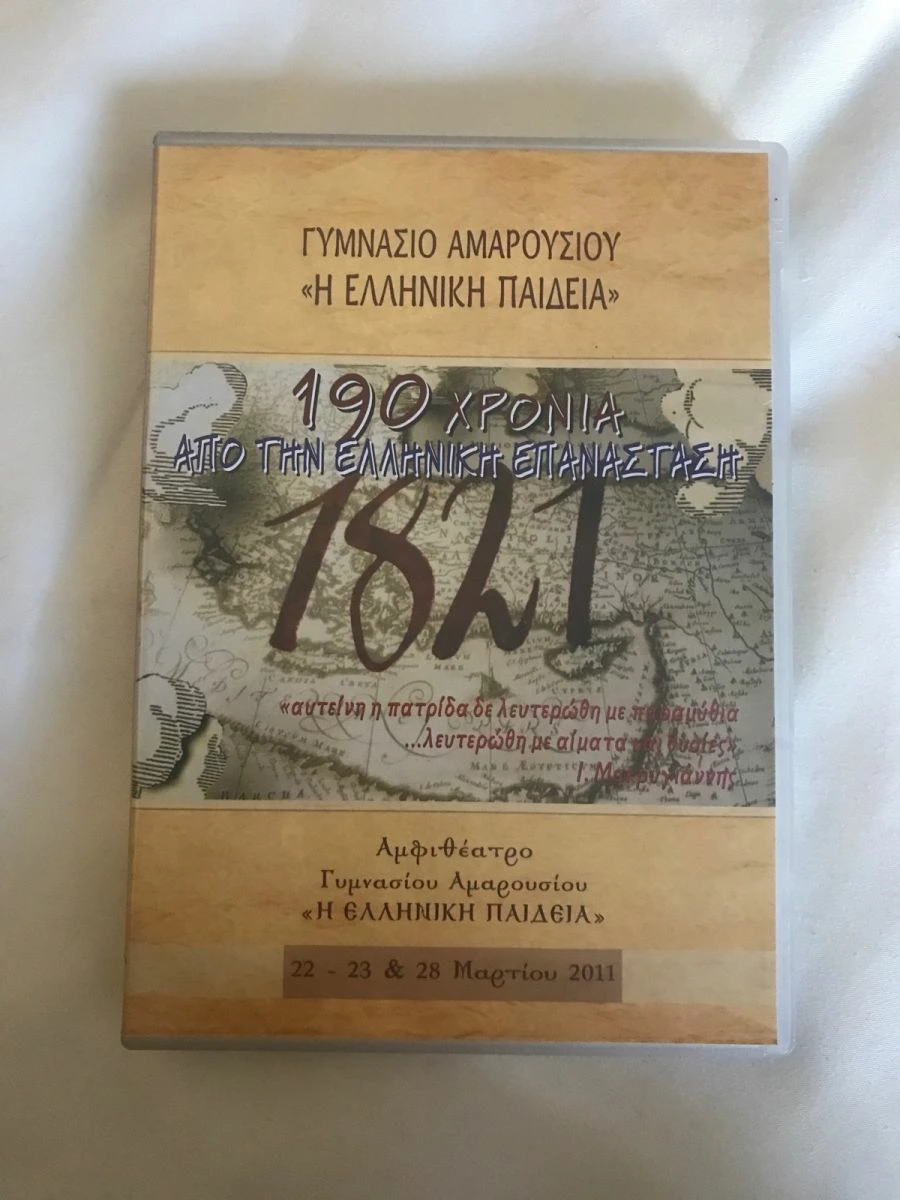 ΓΥΜΝΑΣΙΟ ΑΜΑΡΟΥΣΙΟΥ
«Η ΕΛΛΗΝΙΚΗ ΠΑΙΔΕΙΑ»
190 ΧΡΟΝΙΑ
ΑΠΟ ΤΗΝ ΕΛΛΗΝΙΚΗ ΕΠΑΝΑΣΤΑΣΗ
1821
«αυτείνη η πατρίδα δε λευτερώθη με παραμύθια
...λευτερώθη με αίματα και θυσίες»
Ι. Μακρυγιάννης
Αμφιθέατρο
Γυμνασίου Αμαρουσίου
«Η ΕΛΛΗΝΙΚΗ ΠΑΙΔΕΙΑ»
22 - 23 & 28 Μαρτίου 2011